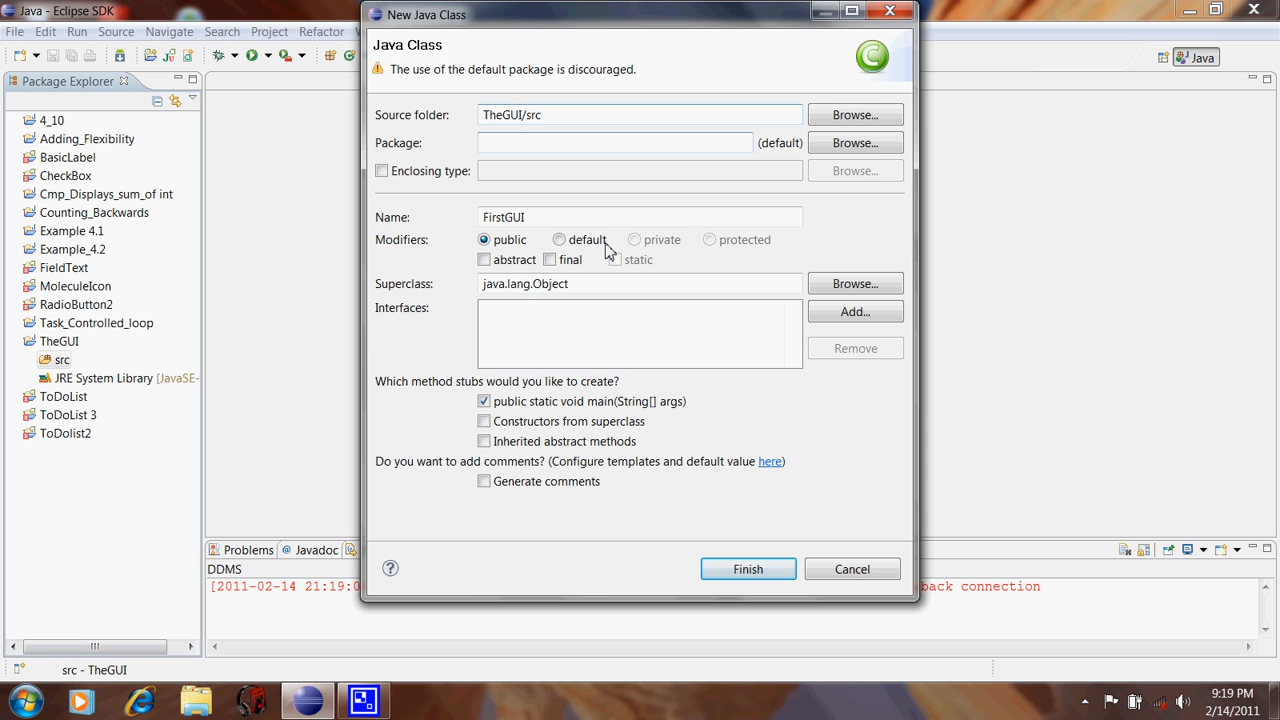 Java - Eclipse SDK
File Edit Run Source Navigate Search Project Refactor
Java
Package Explorer
4_10
Adding_Flexibility
BasicLabel
CheckBox
Cmp_Displays_sum_of int
Counting_Backwards
Example 4.1
Example_4.2
FieldText
MoleculeIcon
RadioButton2
Task_Controlled_loop
TheGUI
src
JRE System Library [JavaSE-
ToDoList
ToDoList 3
ToDolist2
New Java Class
Java Class
The use of the default package is discouraged.
Source folder: TheGUI/src Browse...
Package: (default) Browse...
Enclosing type: Browse...
Name: FirstGUI
Modifiers: public default private protected
abstract final static
Superclass: java.lang.Object Browse...
Interfaces: Add...
Remove
Which method stubs would you like to create?
public static void main(String[] args)
Constructors from superclass
Inherited abstract methods
Do you want to add comments? (Configure templates and default value here)
Generate comments
Finish Cancel
Problems @ Javadoc
DDMS
[2011-02-14 21:19:0 back connection
src - TheGUI
9:19 PM
2/14/2011